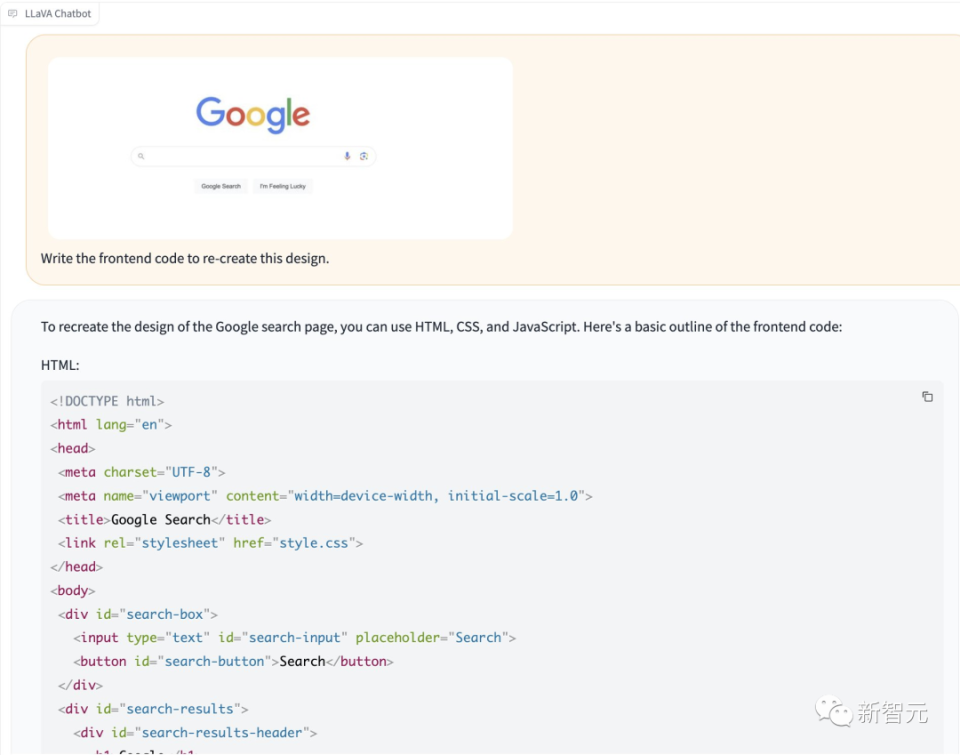 LLaVA Chatbot
Google
Google Search I'm Feeling Lucky
Write the frontend code to re-create this design.
To recreate the design of the Google search page, you can use HTML, CSS, and JavaScript. Here's a basic outline of the frontend code:
HTML:
<!DOCTYPE html>
<html lang="en">
<head>
<meta charset="UTF-8">
<meta name="viewport" content="width=device-width, initial-scale=1.0">
<title>Google Search</title>
<link rel="stylesheet" href="style.css">
</head>
<body>
<div id="search-box">
<input type="text" id="search-input" placeholder="Search">
<button id="search-button">Search</button>
</div>
<div id="search-results">
<div id="search-results-header">
新智元